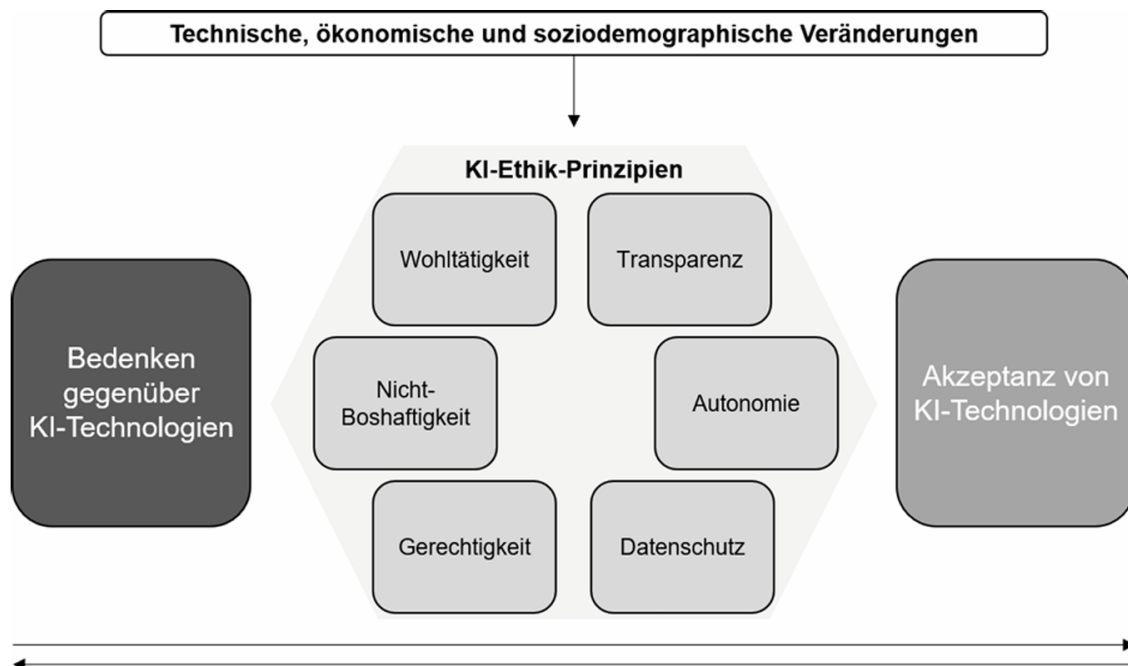 Technische, ökonomische und soziodemographische Veränderungen
KI-Ethik-Prinzipien
Wohltätigkeit
Transparenz
Bedenken
gegenüber
KI-Technologien
Nicht-
Boshaftigkeit
Autonomie
Akzeptanz von
KI-Technologien
Gerechtigkeit
Datenschutz